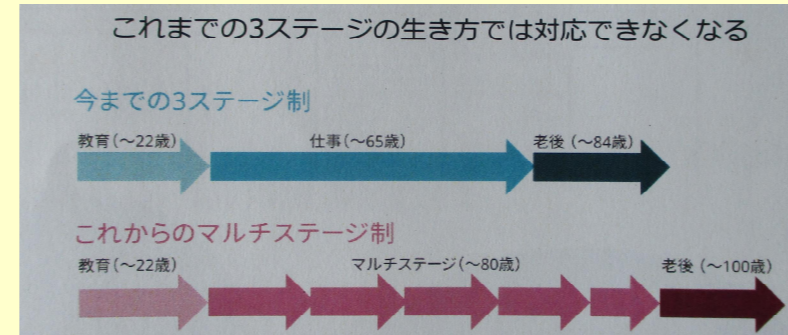 これまでの3ステージの生き方では対応できなくなる
今までの3ステージ制
教育(～22歳) 仕事(～65歳) 老後(～84歳)
これからのマルチステージ制
教育(～22歳) マルチステージ(～80歳) 老後(～100歳)